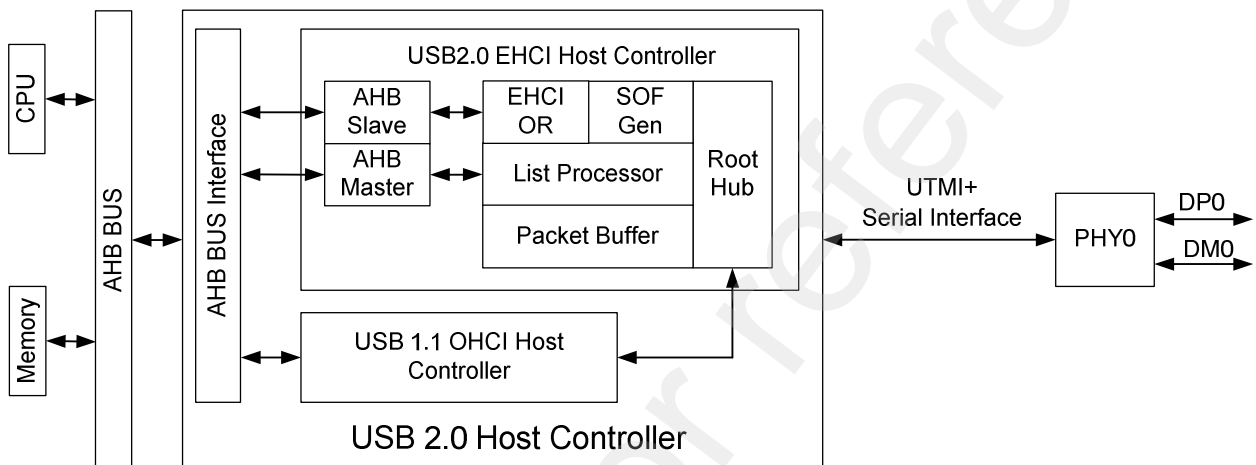 CPU
Memory
AHB BUS
AHB BUS Interface
USB2.0 EHCI Host Controller
AHB
Slave
AHB
Master
EHCI
OR
SOF
Gen
List Processor
Packet Buffer
Root
Hub
USB 1.1 OHCI Host
Controller
USB 2.0 Host Controller
UTMI+
Serial Interface
PHY0
DP0
DM0
or refere